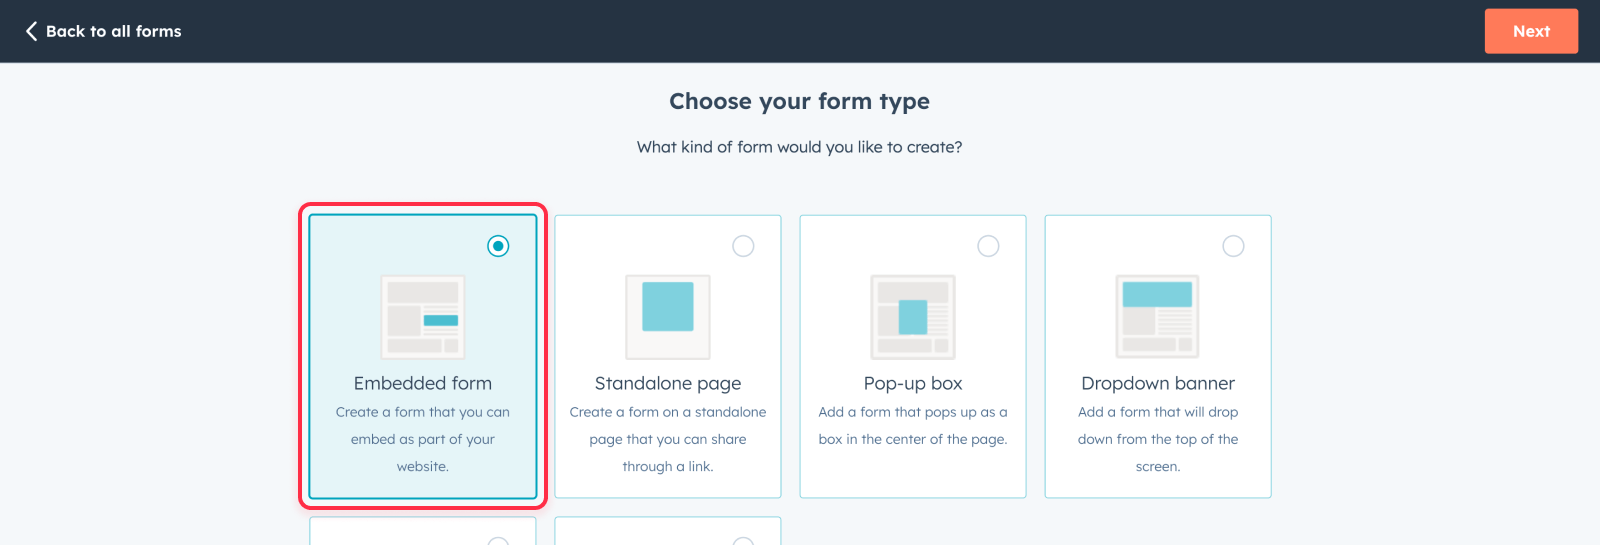 Back to all forms
Next
Choose your form type
What kind of form would you like to create?
Embedded form
Create a form that you can
embed as part of your
website.
Standalone page
Create a form on a standalone
page that you can share
through a link.
Pop-up box
Add a form that pops up as a
box in the center of the page.
Dropdown banner
Add a form that will drop
down from the top of the
screen.